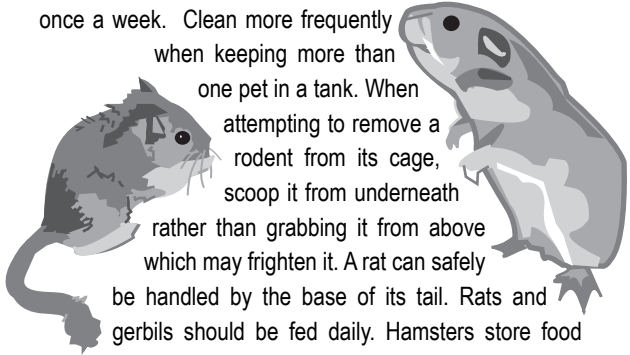 once a week. Clean more frequently
when keeping more than
one pet in a tank. When
attempting to remove a
rodent from its cage,
scoop it from underneath
rather than grabbing it from above
which may frighten it. A rat can safely
be handled by the base of its tail. Rats and
gerbils should be fed daily. Hamsters store food